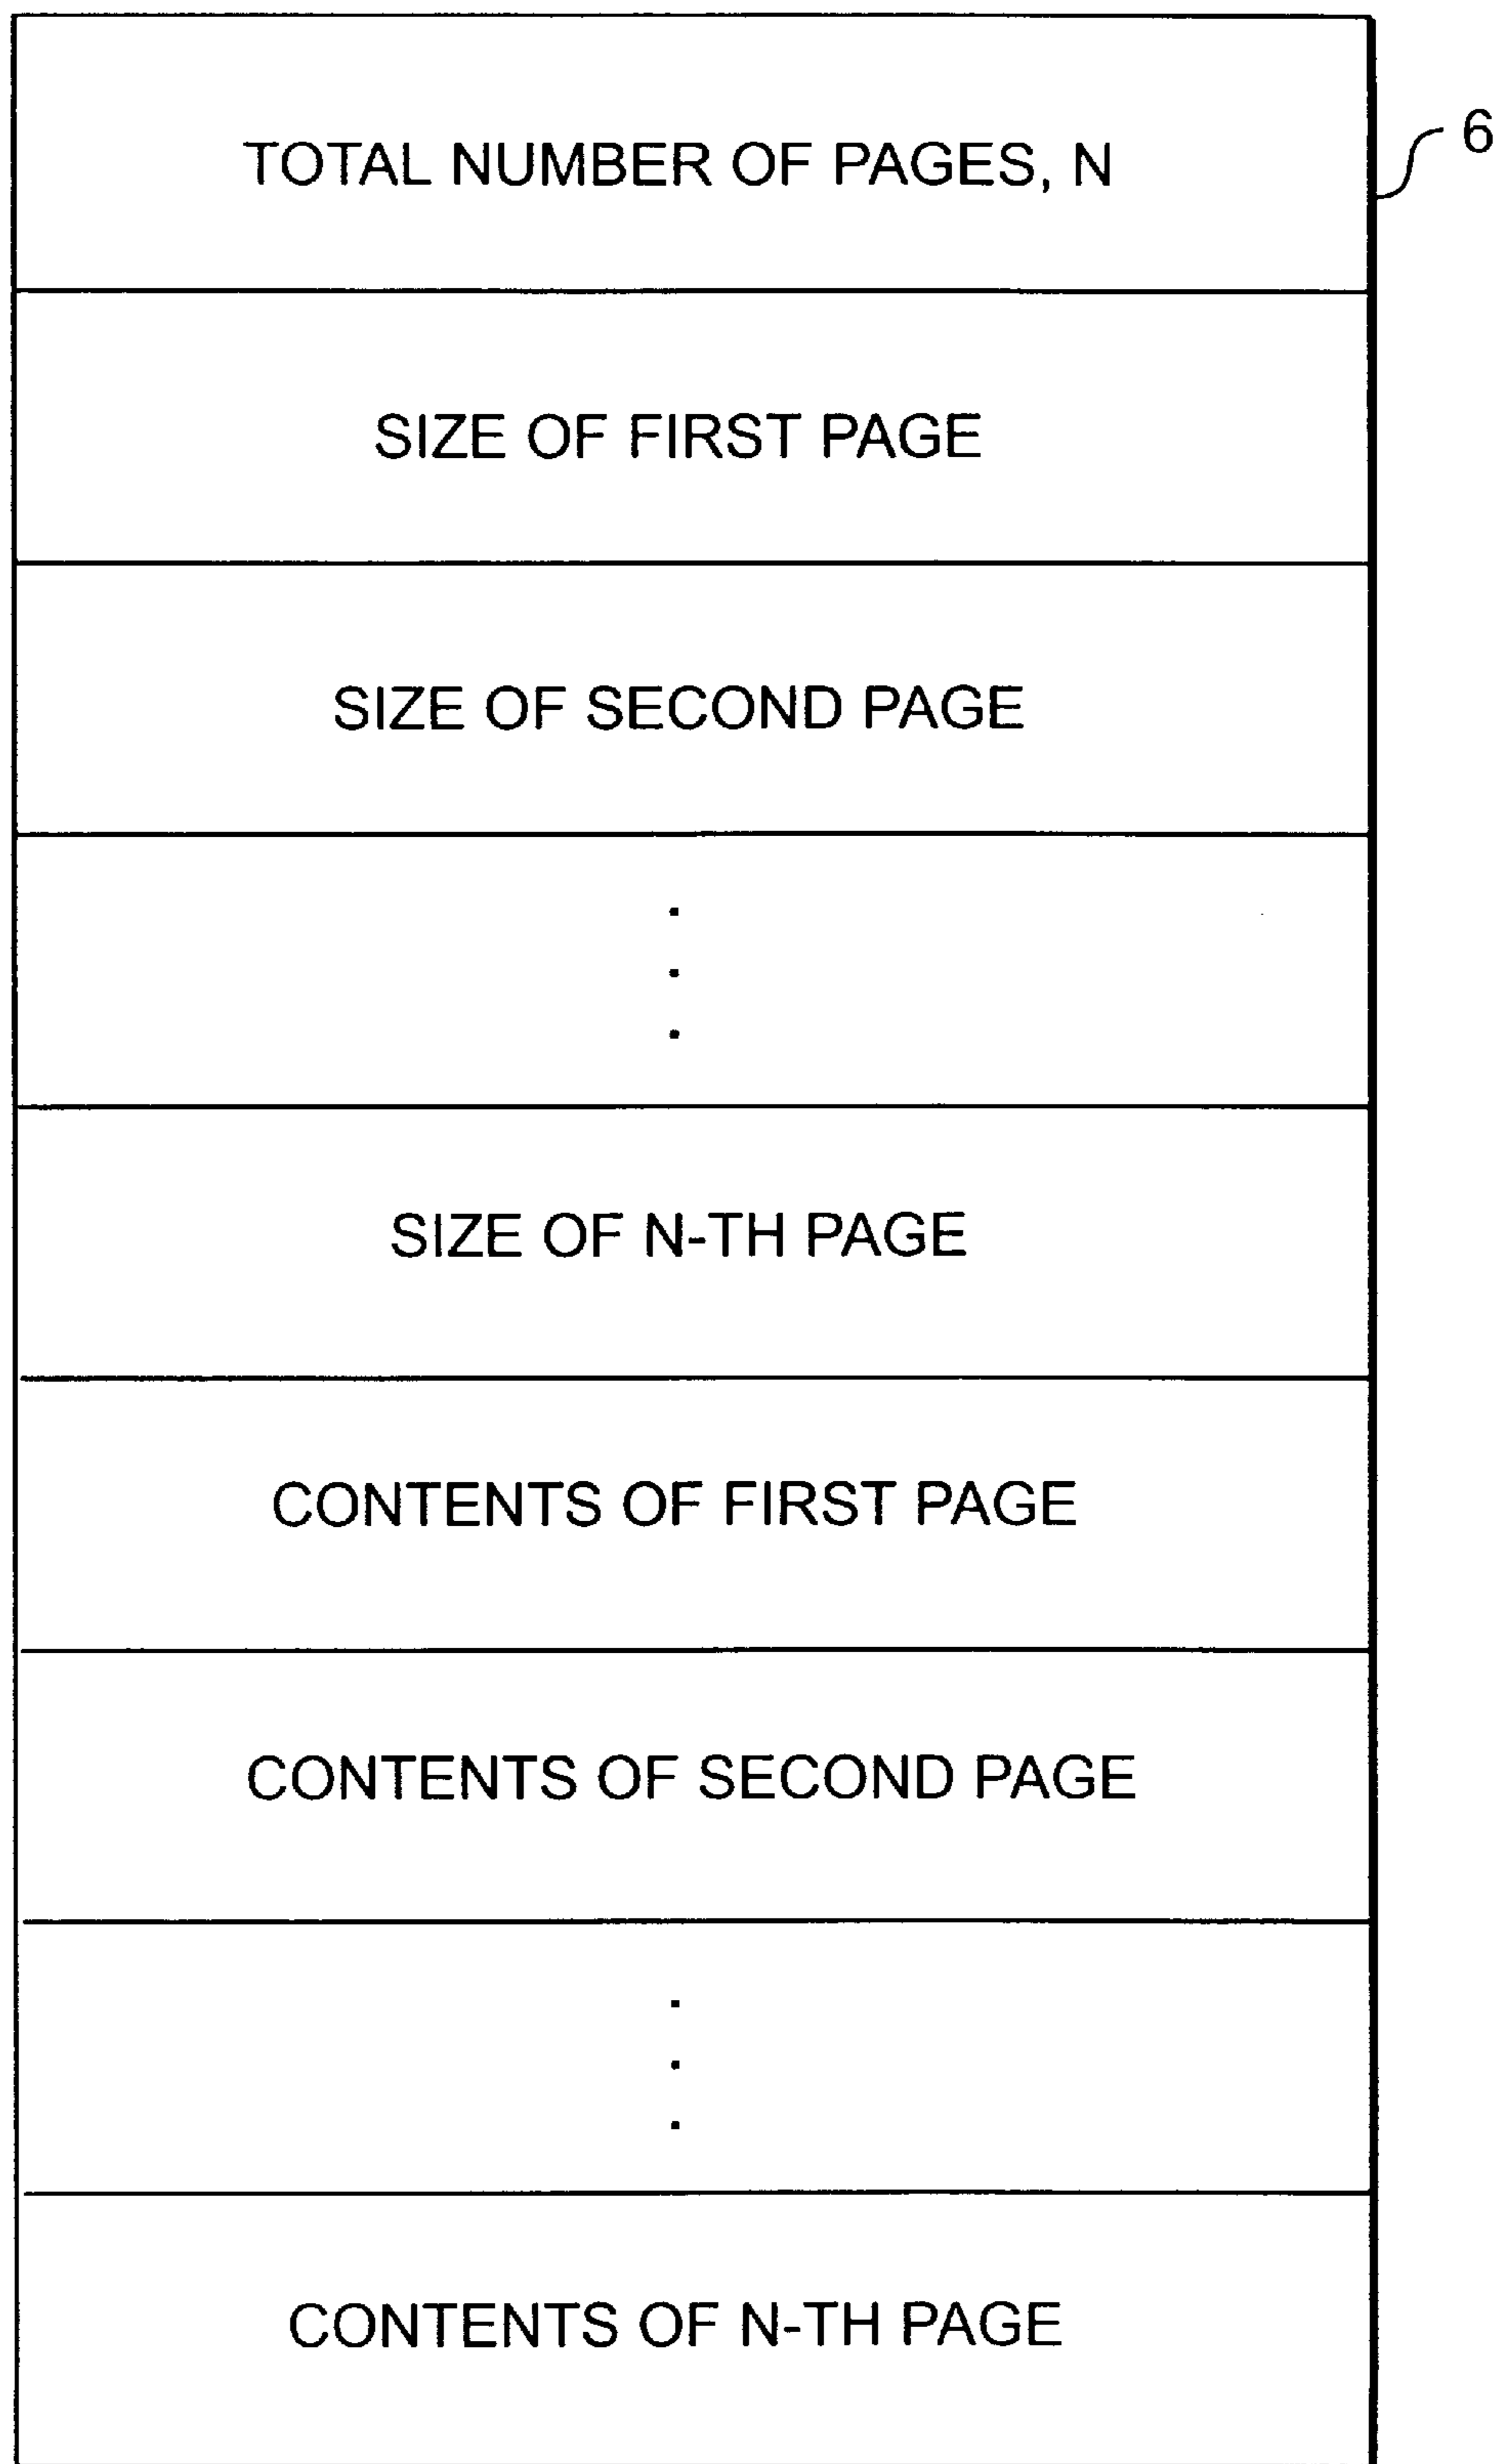 TOTAL NUMBER OF PAGES, N
6
SIZE OF FIRST PAGE
SIZE OF SECOND PAGE
.
.
.
SIZE OF N-TH PAGE
CONTENTS OF FIRST PAGE
CONTENTS OF SECOND PAGE
.
.
.
CONTENTS OF N-TH PAGE